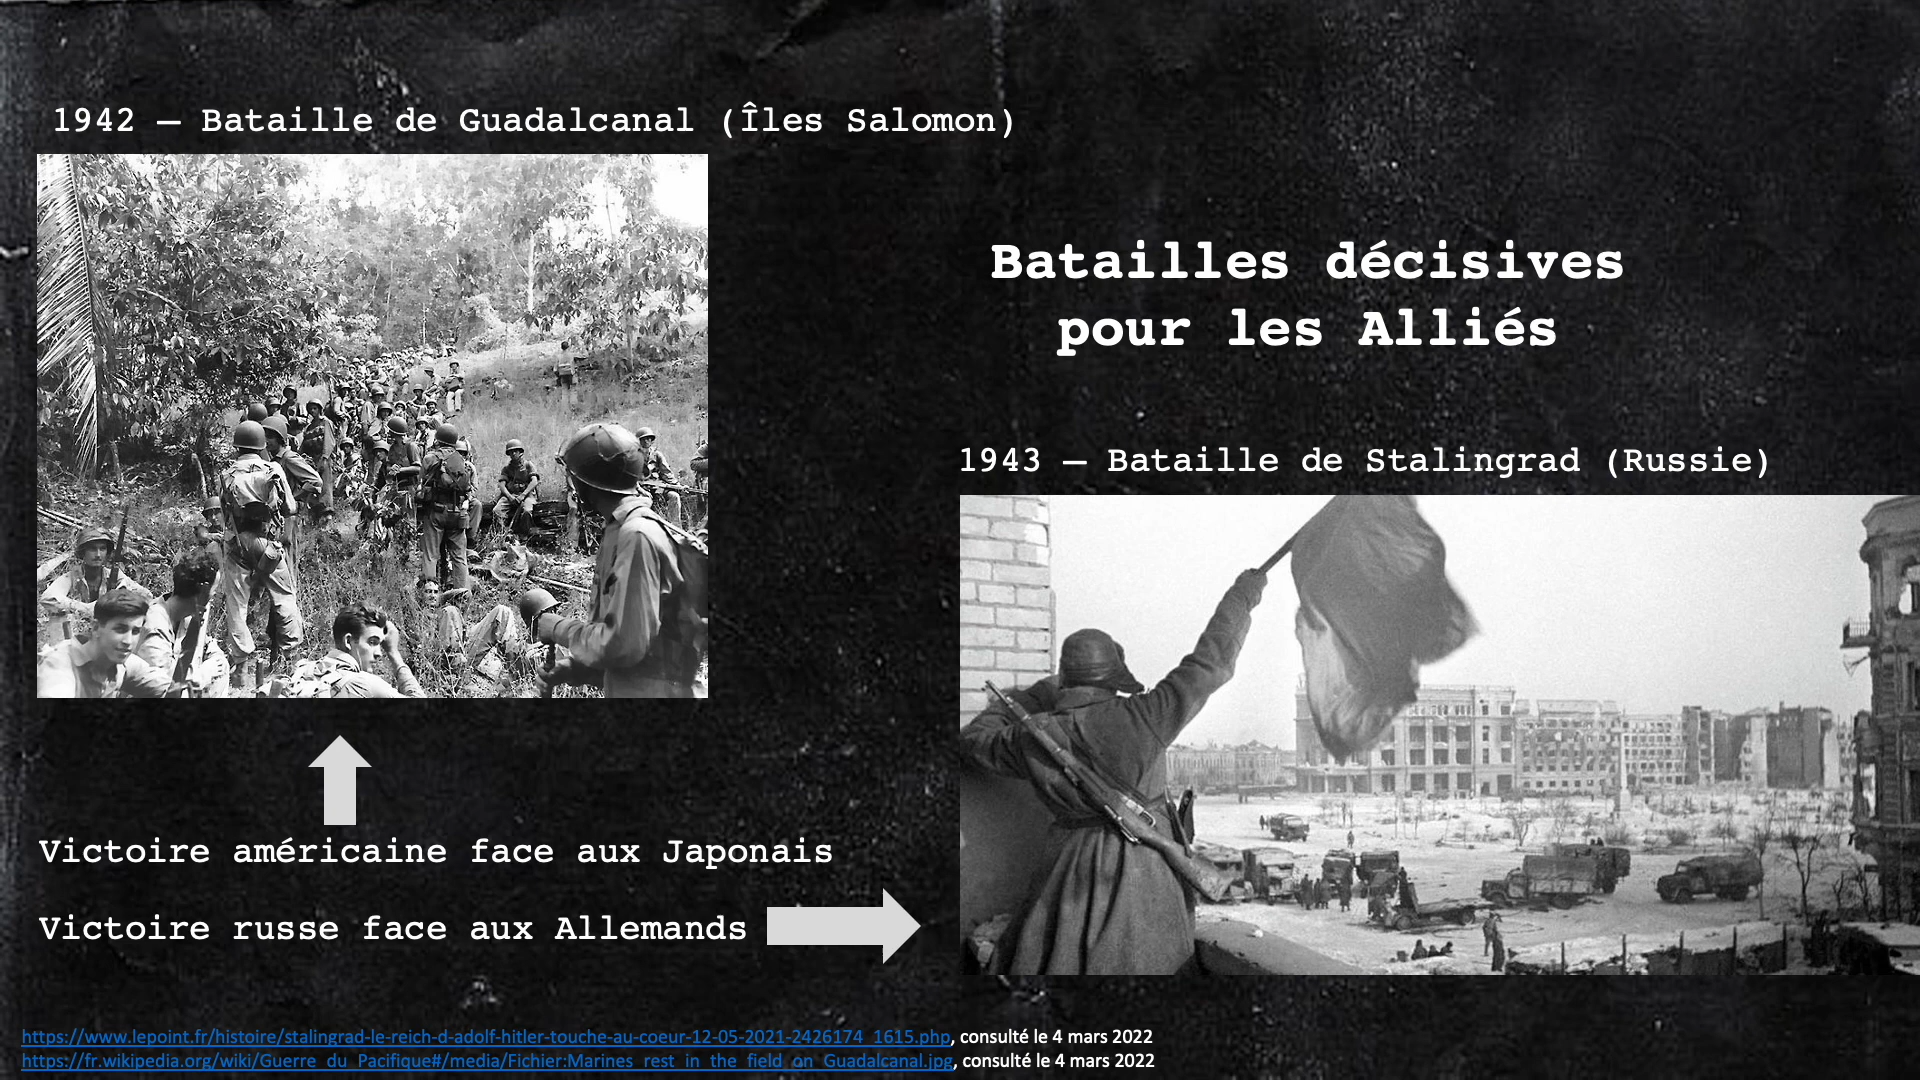 1942 – Bataille de Guadalcanal (Îles Salomon)
Batailles décisives
pour les Alliés
1943 – Bataille de Stalingrad (Russie)
Victoire américaine face aux Japonais
Victoire russe face aux Allemands
https://www.lepoint.fr/histoire/stalingrad-le-reich-d-adolf-hitler-touche-au-coeur-12-05-2021-2426174_1615.php, consulté le 4 mars 2022
https://fr.wikipedia.org/wiki/Guerre_du_Pacifique#/media/Fichier:Marines_rest_in_the_field_on_Guadalcanal.jpg, consulté le 4 mars 2022